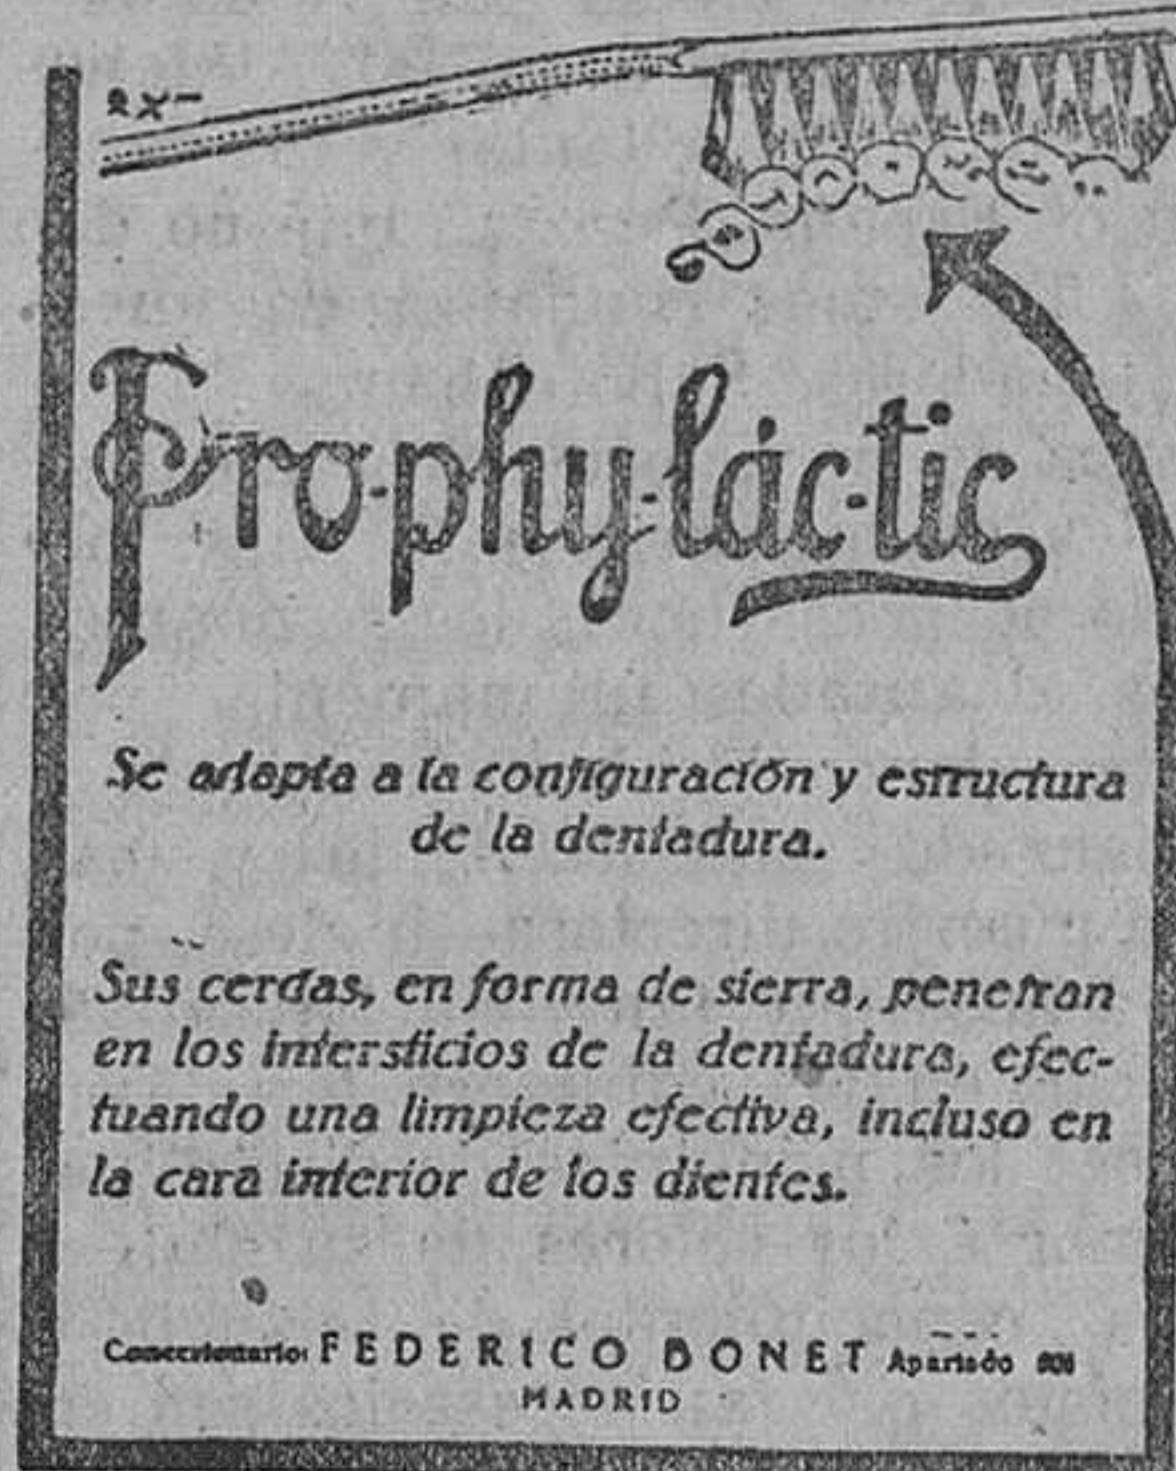 Pro-phy-lác-tic
Se adapta a la configuración y estructura
de la dentadura.
Sus cerdas, en forma de sierra, penetran
en los intersticios de la dentadura, efec-
tuando una limpieza efectiva, incluso en
la cara interior de los dientes.
Concesionario: FEDERICO BONET Apartado
MADRID